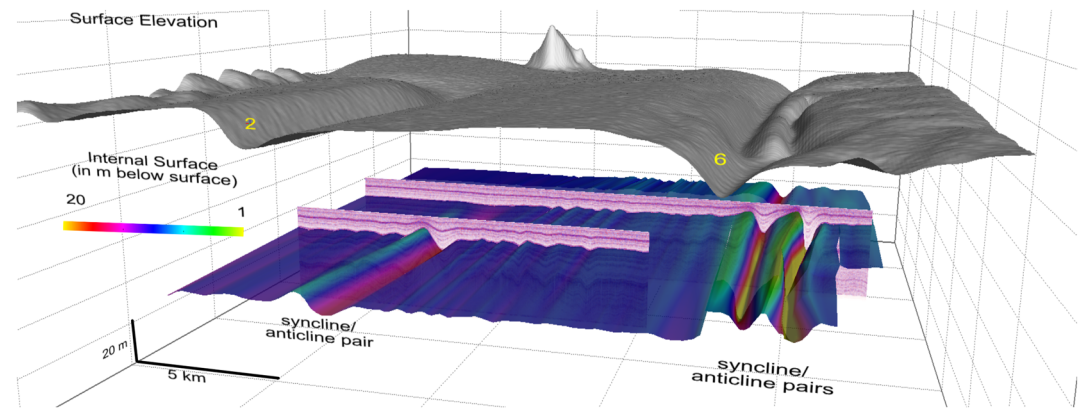 Surface Elevation
2
6
Internal Surface
(in m below surface)
20 1
syncline/
anticline pair
20 m
5 km
syncline/
anticline pairs